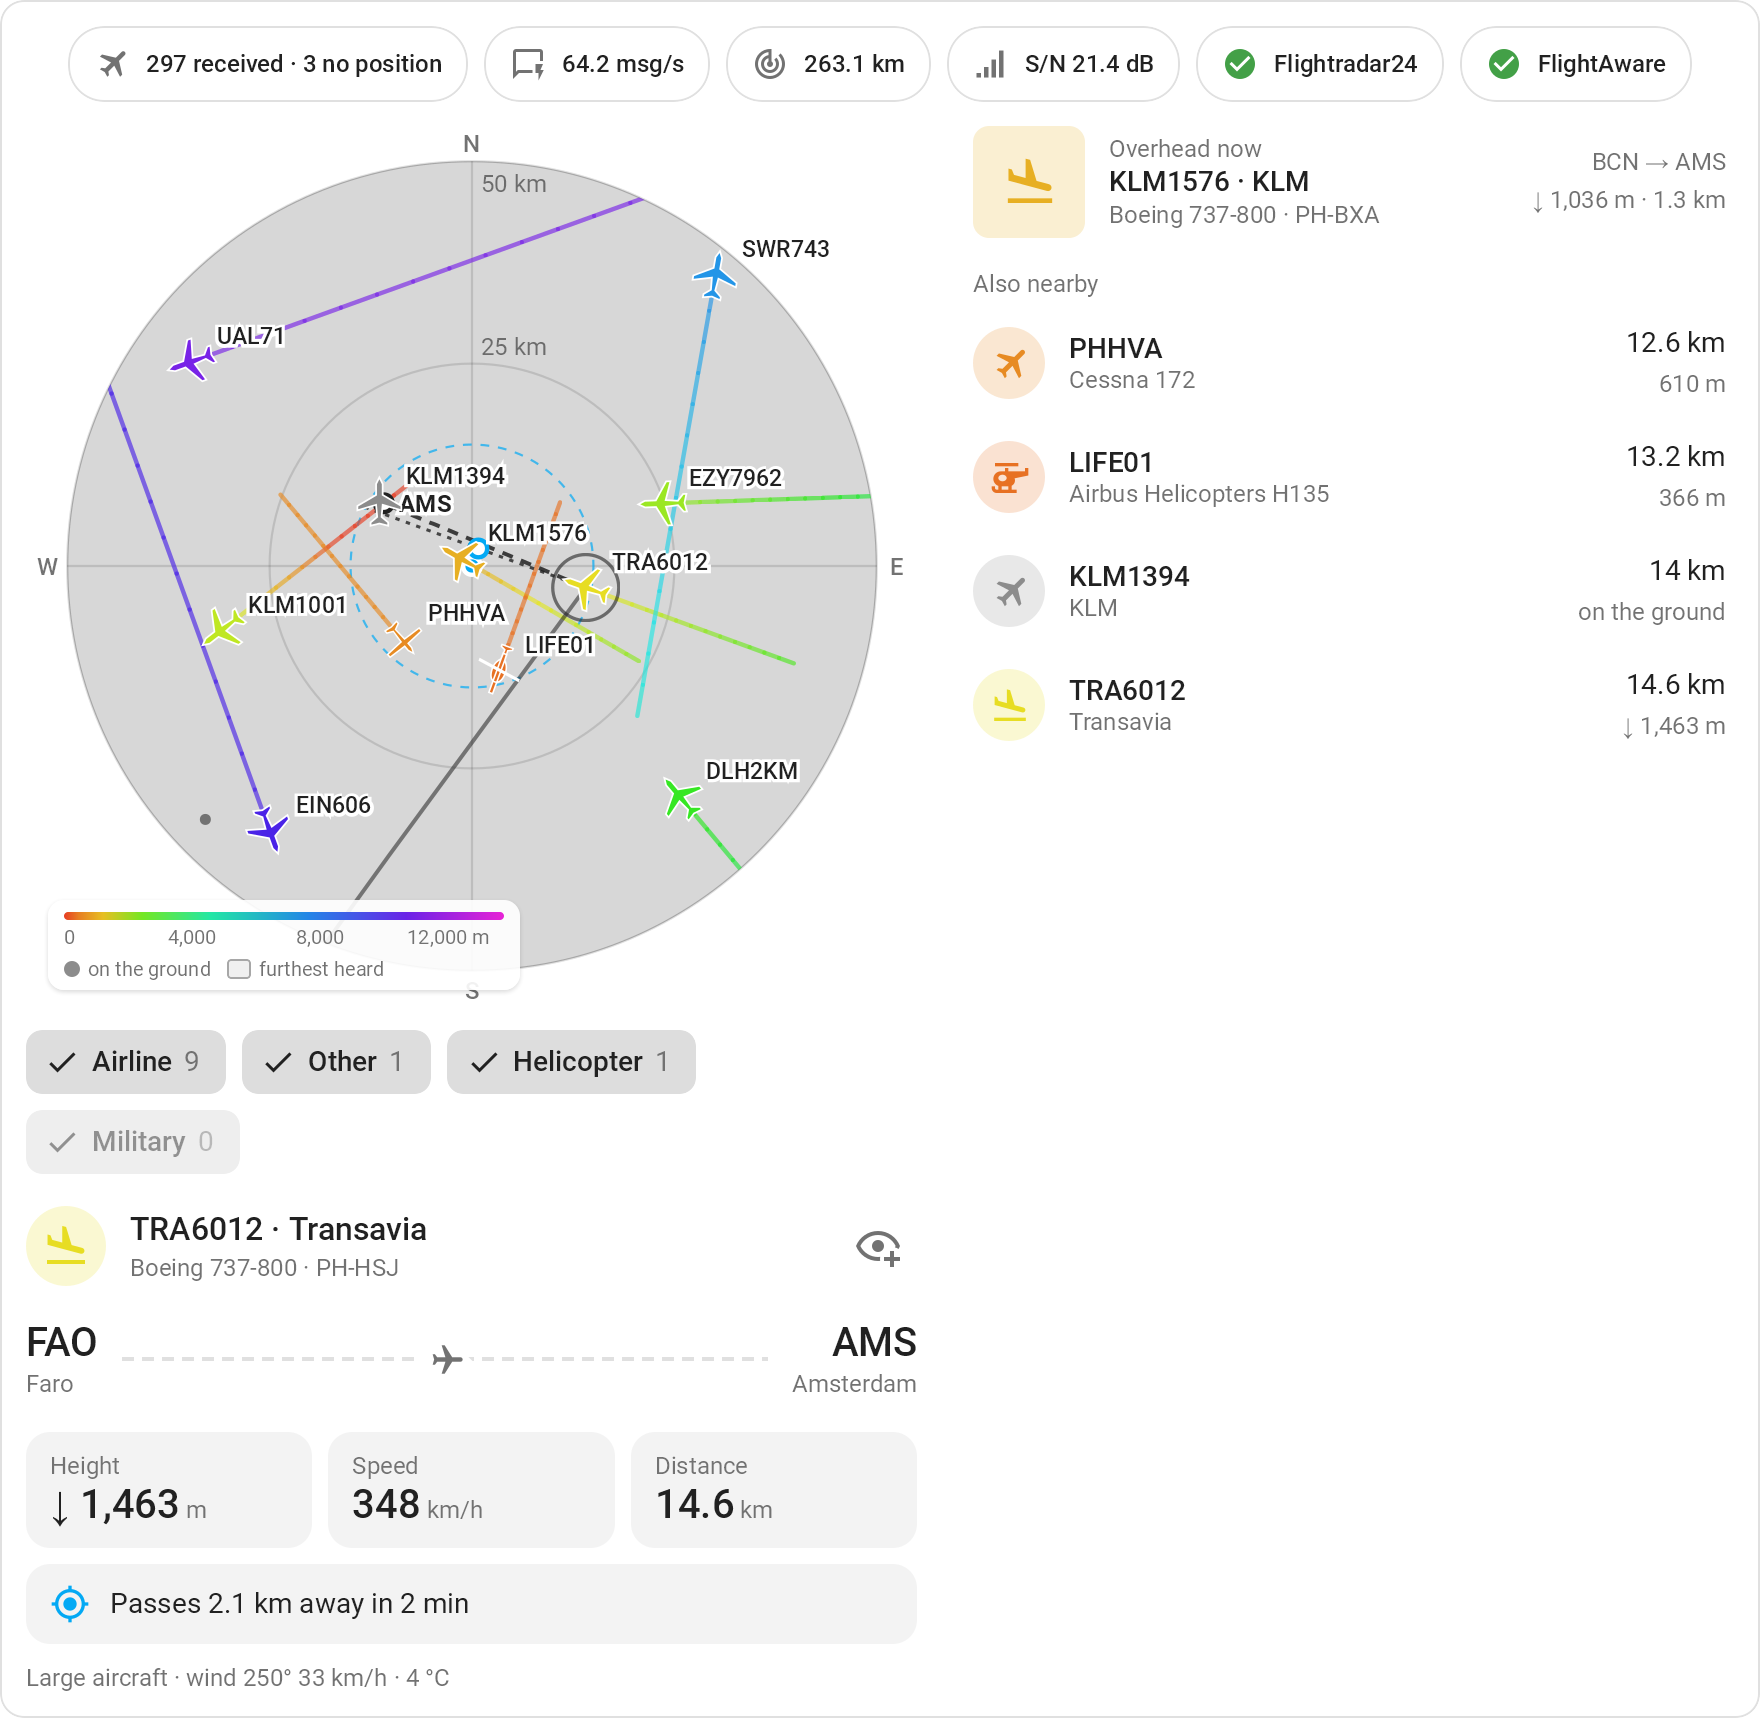 297 received · 3 no position
64.2 msg/s
263.1 km
S/N 21.4 dB
Flightradar24
FlightAware
N
50 km
25 km
W
E
S
SWR743
UAL71
KLM1394
AMS
EZY7962
KLM1576
TRA6012
KLM1001
PHHVA
LIFE01
DLH2KM
EIN606
0 4,000 8,000 12,000 m
on the ground furthest heard
Airline 9
Other 1
Helicopter 1
Military 0
TRA6012 · Transavia
Boeing 737-800 · PH-HSJ
FAO
AMS
Faro
Amsterdam
Height
↓ 1,463 m
Speed
348 km/h
Distance
14.6 km
Passes 2.1 km away in 2 min
Large aircraft · wind 250° 33 km/h · 4 °C
Overhead now
KLM1576 · KLM
Boeing 737-800 · PH-BXA
BCN → AMS
↓ 1,036 m · 1.3 km
Also nearby
PHHVA
Cessna 172
12.6 km
610 m
LIFE01
Airbus Helicopters H135
13.2 km
366 m
KLM1394
KLM
14 km
on the ground
TRA6012
Transavia
14.6 km
↓ 1,463 m